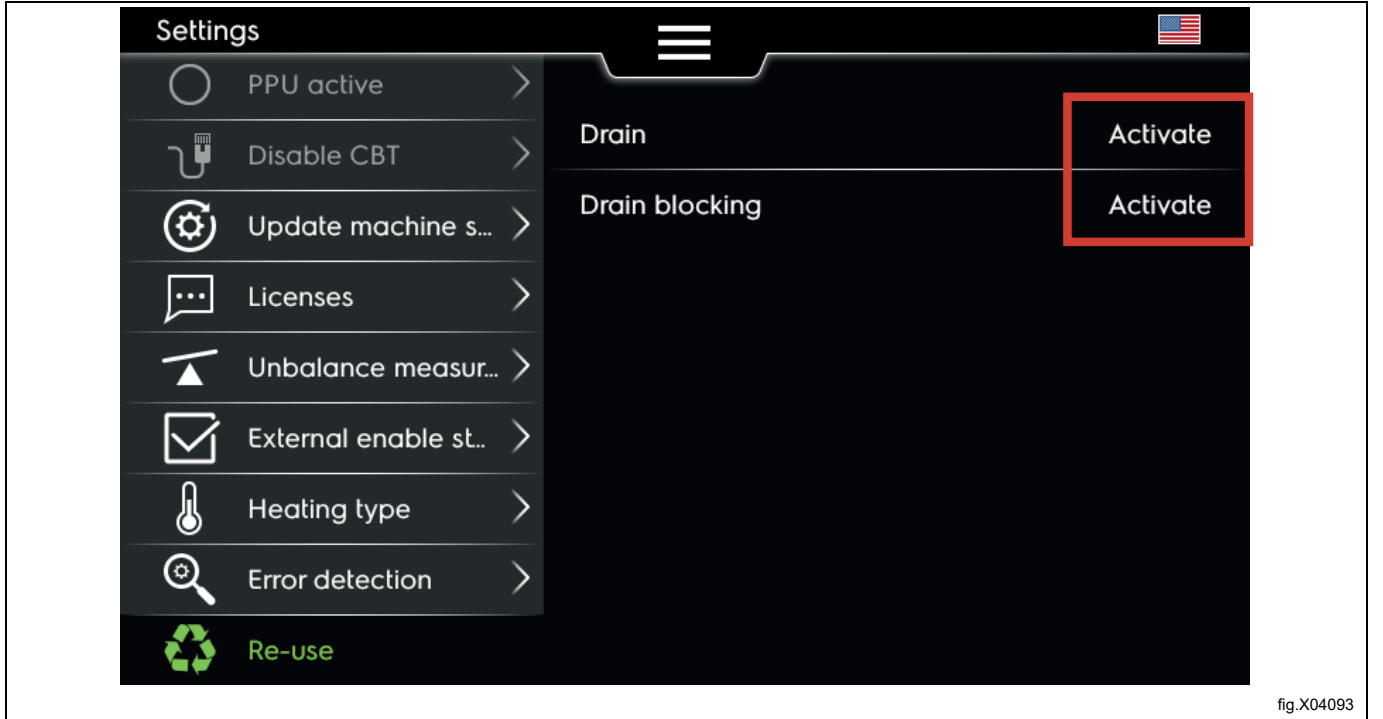 Settings
PPU active
Disable CBT
Update machine s...
Licenses
Unbalance measur...
External enable st...
Heating type
Error detection
Re-use
Drain Activate
Drain blocking Activate
fig.X04093